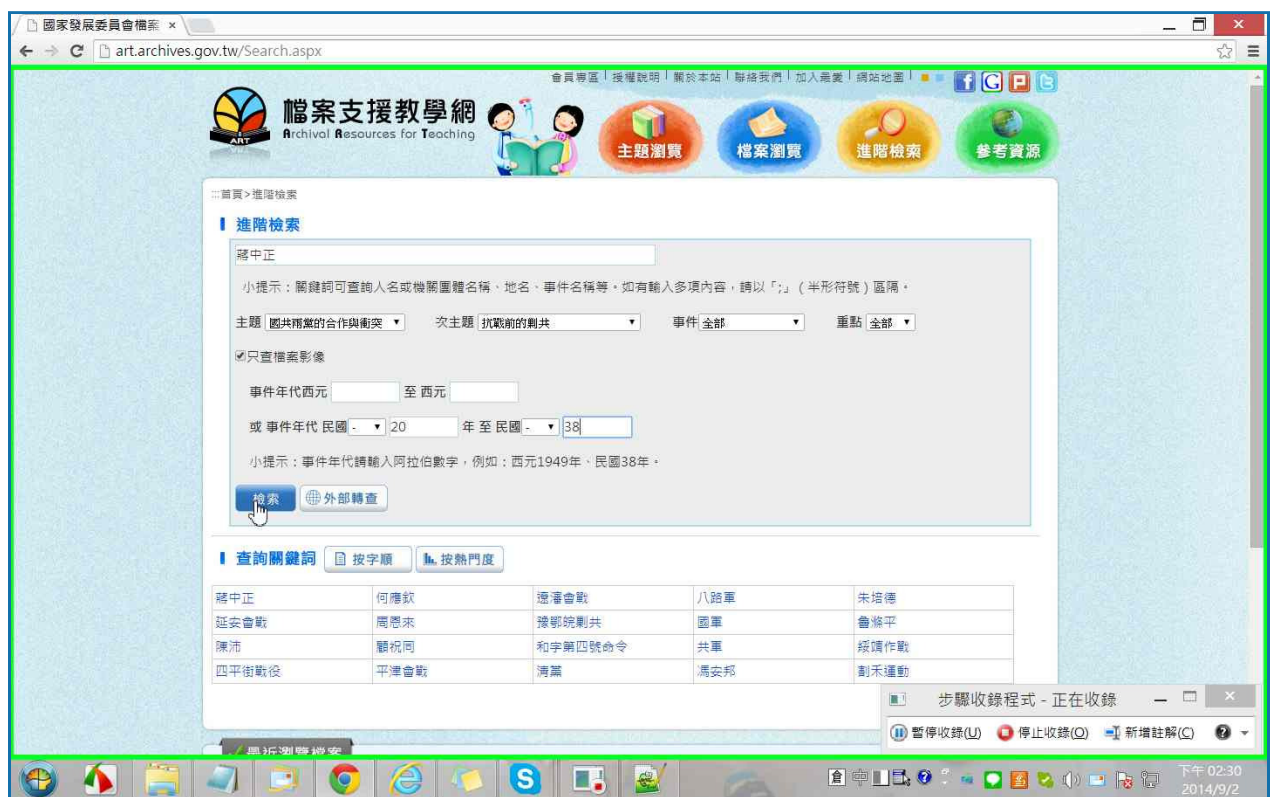 國家發展委員會檔案
art.archives.gov.tw/Search.aspx
會員專區 | 授權說明 | 關於本站 | 聯絡我們 | 加入最愛 | 網站地圖 |
檔案支援教學網
Archival Resources for Teaching
ART
主題瀏覽 檔案瀏覽 進階檢索 參考資源
:::首頁>進階檢索
進階檢索
蔣中正
小提示：關鍵詞可查詢人名或機關團體名稱、地名、事件名稱等。如有輸入多項內容，請以「;」(半形符號)區隔。
主題 國共兩黨的合作與衝突 次主題 抗戰前的剿共 事件 全部 重點 全部
只查檔案影像
事件年代西元 至 西元
或 事件年代 民國 - 20 年 至 民國 - 38
小提示：事件年代請輸入阿拉伯數字，例如：西元1949年、民國38年。
檢索 外部轉查
查詢關鍵詞 按字順 按熱門度
蔣中正 何應欽 遼瀋會戰 八路軍 朱培德
延安會戰 周恩來 豫鄂皖剿共 國軍 魯滌平
陳沛 顧祝同 和字第四號命令 共軍 綏靖作戰
四平街戰役 平津會戰 清黨 馮安邦 割禾運動
步驟收錄程式 - 正在收錄
暫停收錄(U) 停止收錄(O) 新增註解(C)
最近瀏覽檔案
下午 02:30
2014/9/2